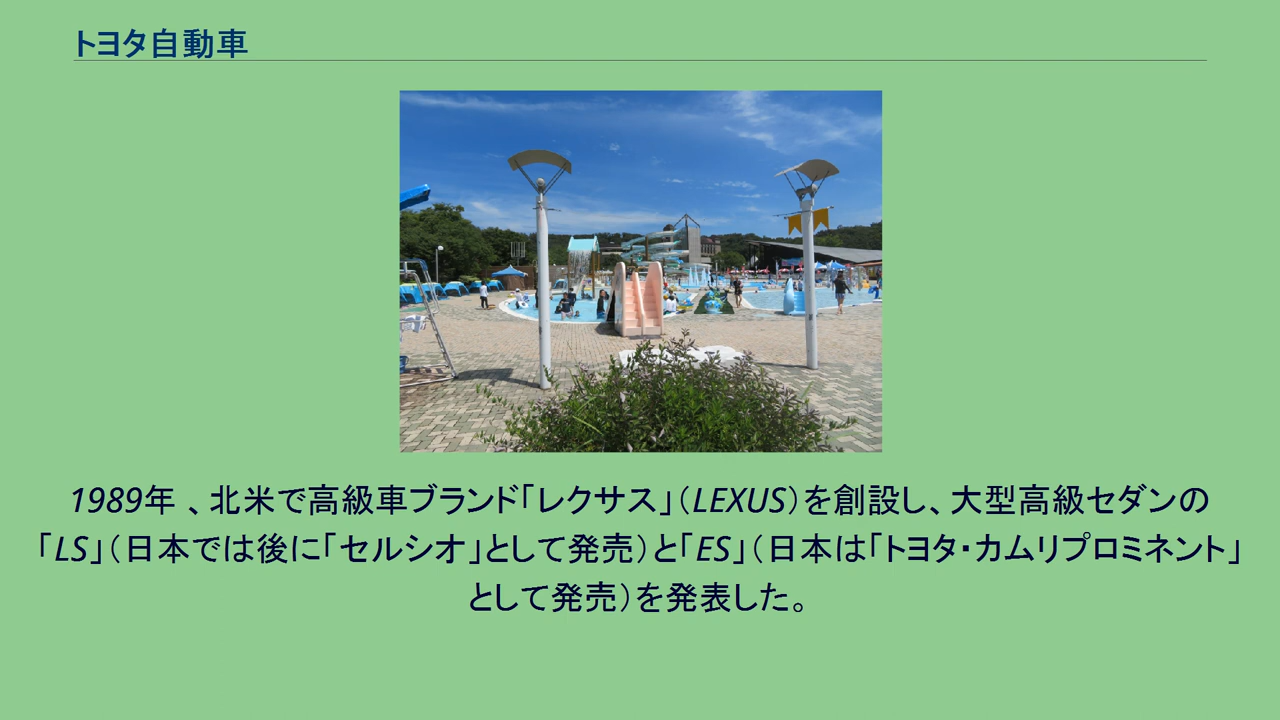 トヨタ自動車
1989年 、北米で高級車ブランド「レクサス」（LEXUS）を創設し、大型高級セダンの
「LS」（日本では後に「セルシオ」として発売）と「ES」（日本は「トヨタ・カムリプロミネント」
として発売）を発表した。